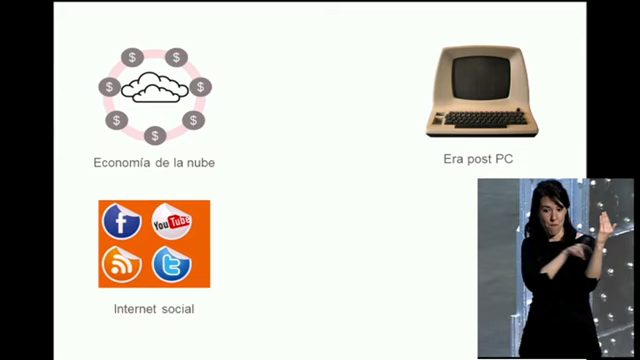 $ $
$ $
$ $
$
Economía de la nube
Era post PC
f You Tube
t
Internet social